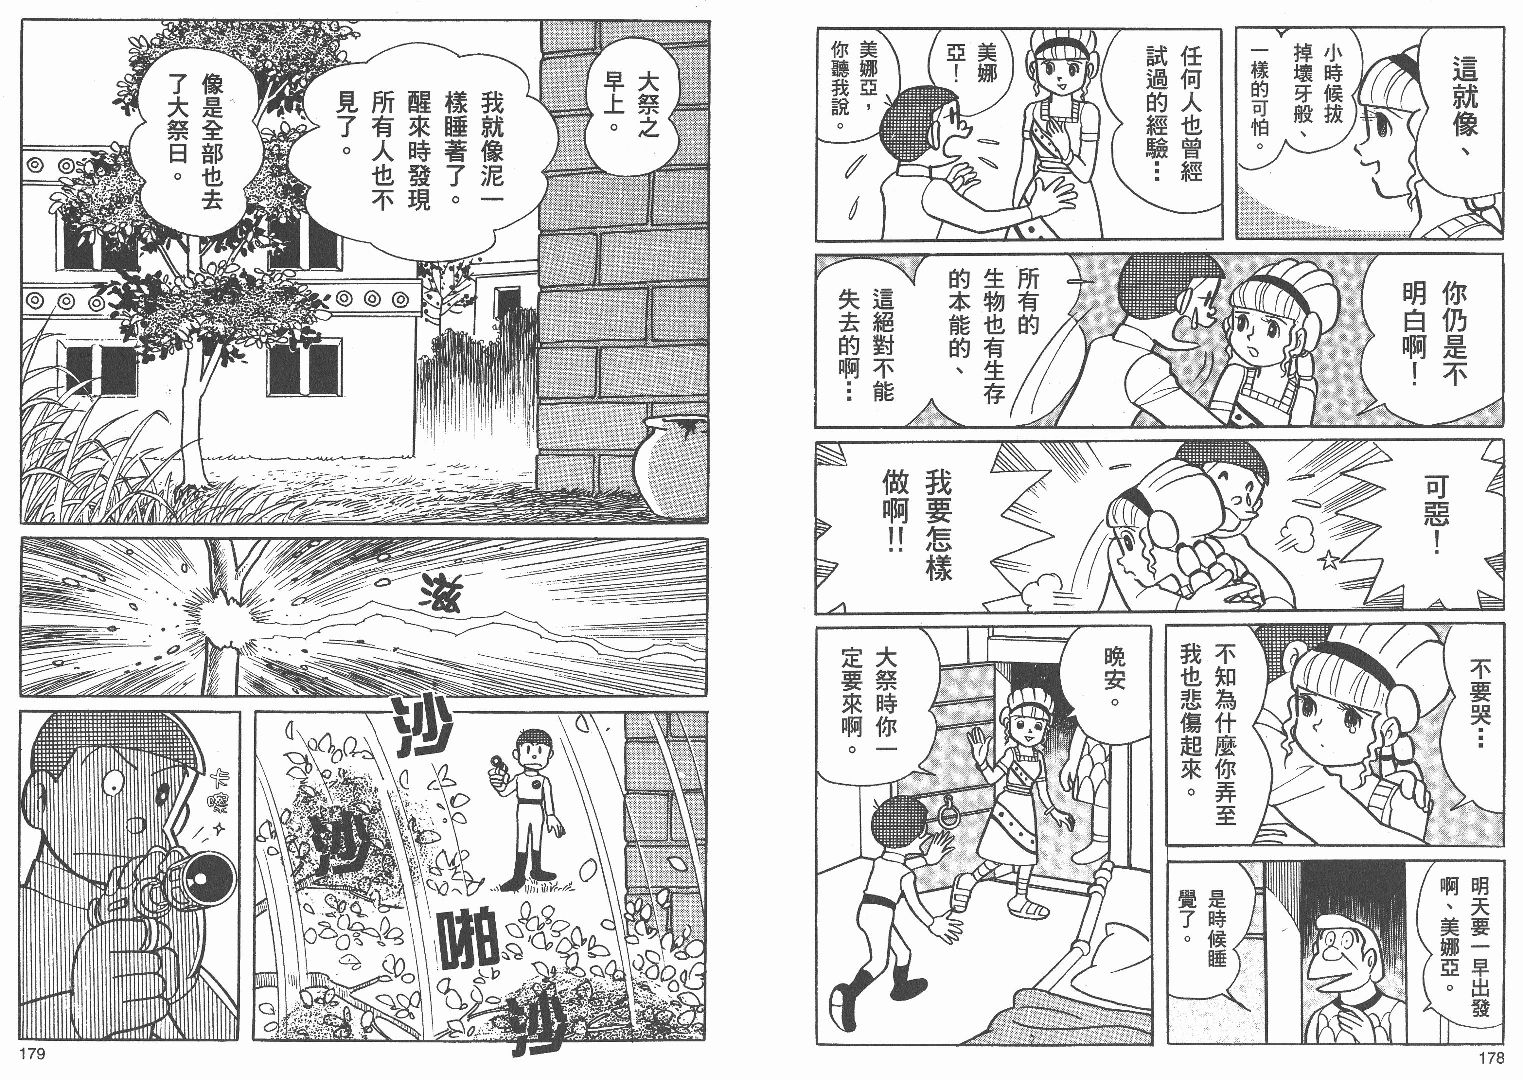 這就像、
小時候拔
掉壞牙般、
一樣的可怕。
任何人也曾經
試過的經驗⋯
美娜
亞！
美娜亞，
你聽我說。
你仍是不
明白啊！
所有的
生物也有生存
的本能的、
這絕對不能
失去的啊⋯
可惡！
我要怎樣
做啊!!
不要哭⋯
不知為什麼你弄至
我也悲傷起來。
明天要一早出發
啊、美娜亞。
是時候睡
覺了。
晚安。
大祭時你一
定要來啊。
178
大祭之
早上。
我就像泥一
樣睡著了。
醒來時發現
所有人也不
見了。
像是全部也去
了大祭日。
滋
沙
沙
啪
沙
卡嚓
179